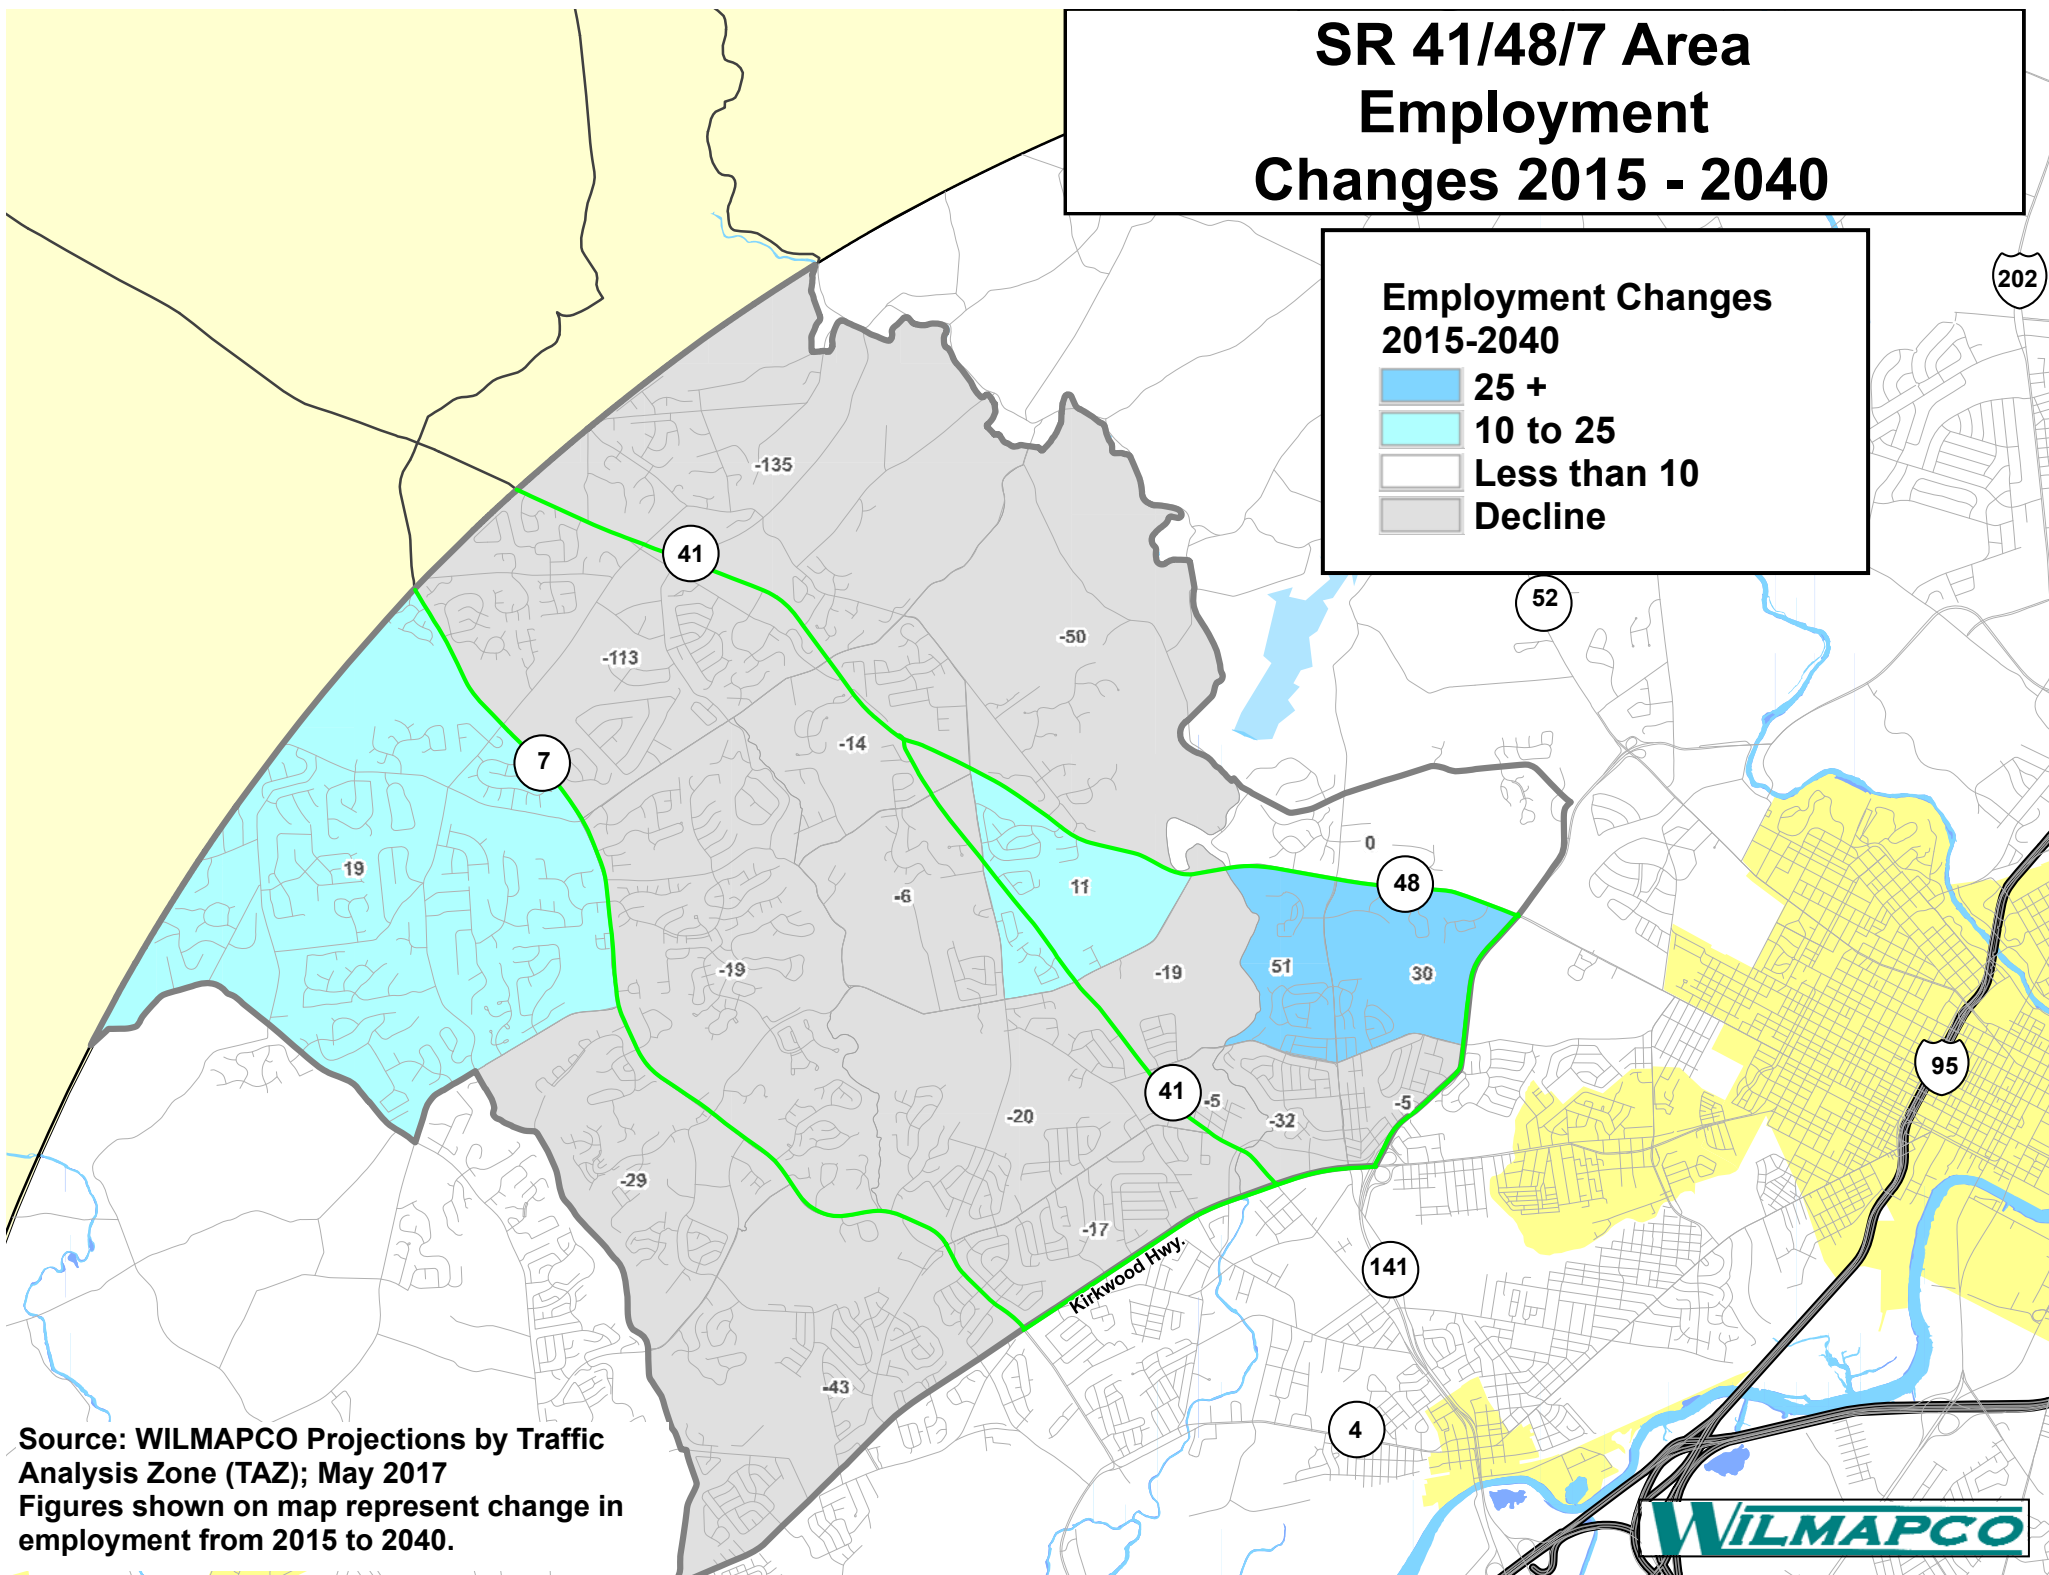 SR 41/48/7 Area
Employment
Changes 2015 - 2040
202
Employment Changes
2015-2040
25 +
10 to 25
Less than 10
Decline
-135
41
52
-50
-113
-14
7
0
19
11
48
-6
-19
-19
51
30
95
41
-5
-5
-20
-32
-29
-17
Kirkwood Hwy.
141
-43
4
Source: WILMAPCO Projections by Traffic
Analysis Zone (TAZ); May 2017
Figures shown on map represent change in
employment from 2015 to 2040.
WILMAPCO